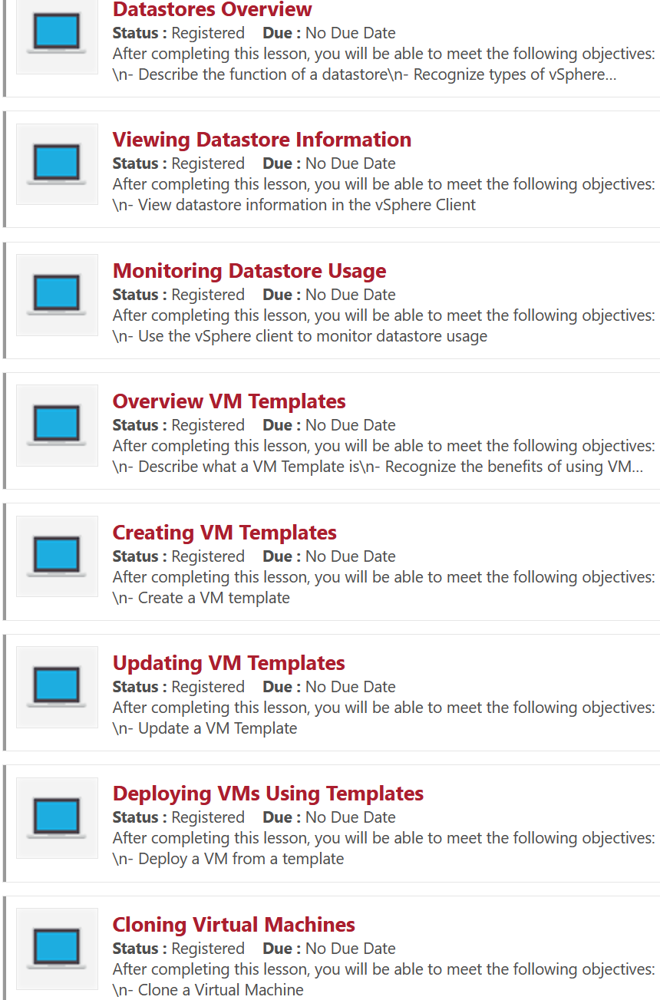 Datastores Overview
Status : Registered Due : No Due Date
After completing this lesson, you will be able to meet the following objectives:
\n- Describe the function of a datastore\n- Recognize types of vSphere...
Viewing Datastore Information
Status : Registered Due : No Due Date
After completing this lesson, you will be able to meet the following objectives:
\n- View datastore information in the vSphere Client
Monitoring Datastore Usage
Status : Registered Due : No Due Date
After completing this lesson, you will be able to meet the following objectives:
\n- Use the vSphere client to monitor datastore usage
Overview VM Templates
Status : Registered Due : No Due Date
After completing this lesson, you will be able to meet the following objectives:
\n- Describe what a VM Template is\n- Recognize the benefits of using VM...
Creating VM Templates
Status : Registered Due : No Due Date
After completing this lesson, you will be able to meet the following objectives:
\n- Create a VM template
Updating VM Templates
Status : Registered Due : No Due Date
After completing this lesson, you will be able to meet the following objectives:
\n- Update a VM Template
Deploying VMs Using Templates
Status : Registered Due : No Due Date
After completing this lesson, you will be able to meet the following objectives:
\n- Deploy a VM from a template
Cloning Virtual Machines
Status : Registered Due : No Due Date
After completing this lesson, you will be able to meet the following objectives:
\n- Clone a Virtual Machine